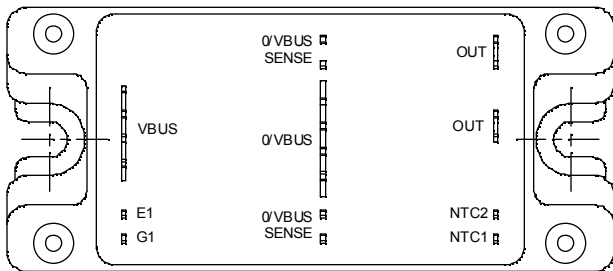 0/VBUS
SENSE
OUT
VBUS
0/VBUS
OUT
E1
G1
0/VBUS
SENSE
NTC2
NTC1